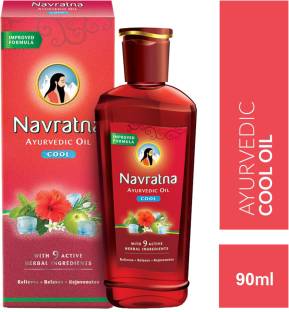 IMPROVED
FORMULA
Navratna
AYURVEDIC OIL
COOL
WITH 9 ACTIVE
HERBAL INGREDIENTS
Relieves • Relaxes • Rejuvenates
IMPROVED
FORMULA
Navratna
AYURVEDIC OIL
COOL
WITH 9 ACTIVE
HERBAL INGREDIENTS
Relieves • Relaxes • Rejuvenates
AYURVEDIC
COOL OIL
90ml